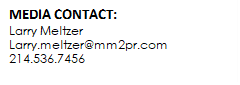 MEDIA CONTACT:
Larry Meltzer
Larry.meltzer@mm2pr.com
214.536.7456